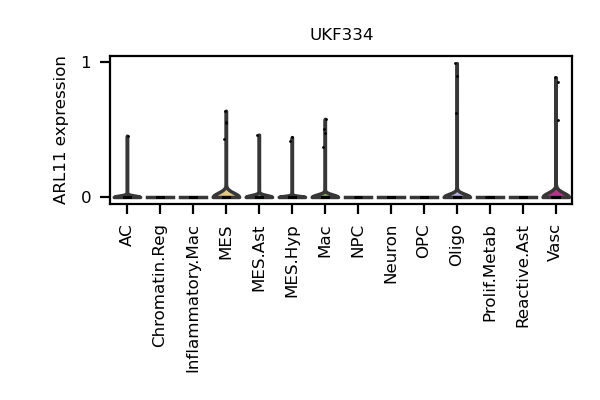 UKF334
ARL11 expression
1
0
AC
Chromatin.Reg
Inflammatory.Mac
MES
MES.Ast
MES.Hyp
Mac
NPC
Neuron
OPC
Oligo
Prolif.Metab
Reactive.Ast
Vasc